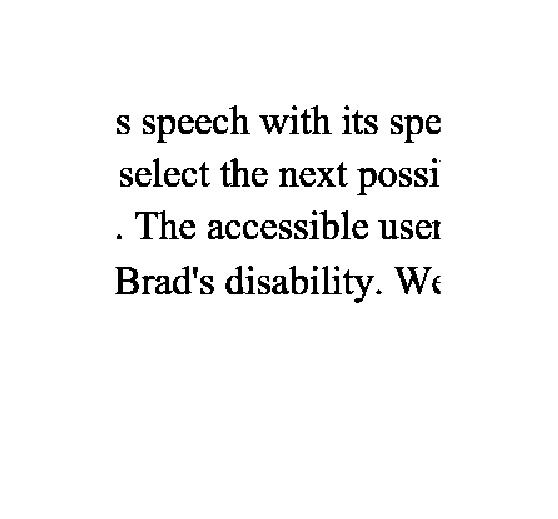 s speech with its spe
select the next possi
. The accessible user
Brad's disability. We